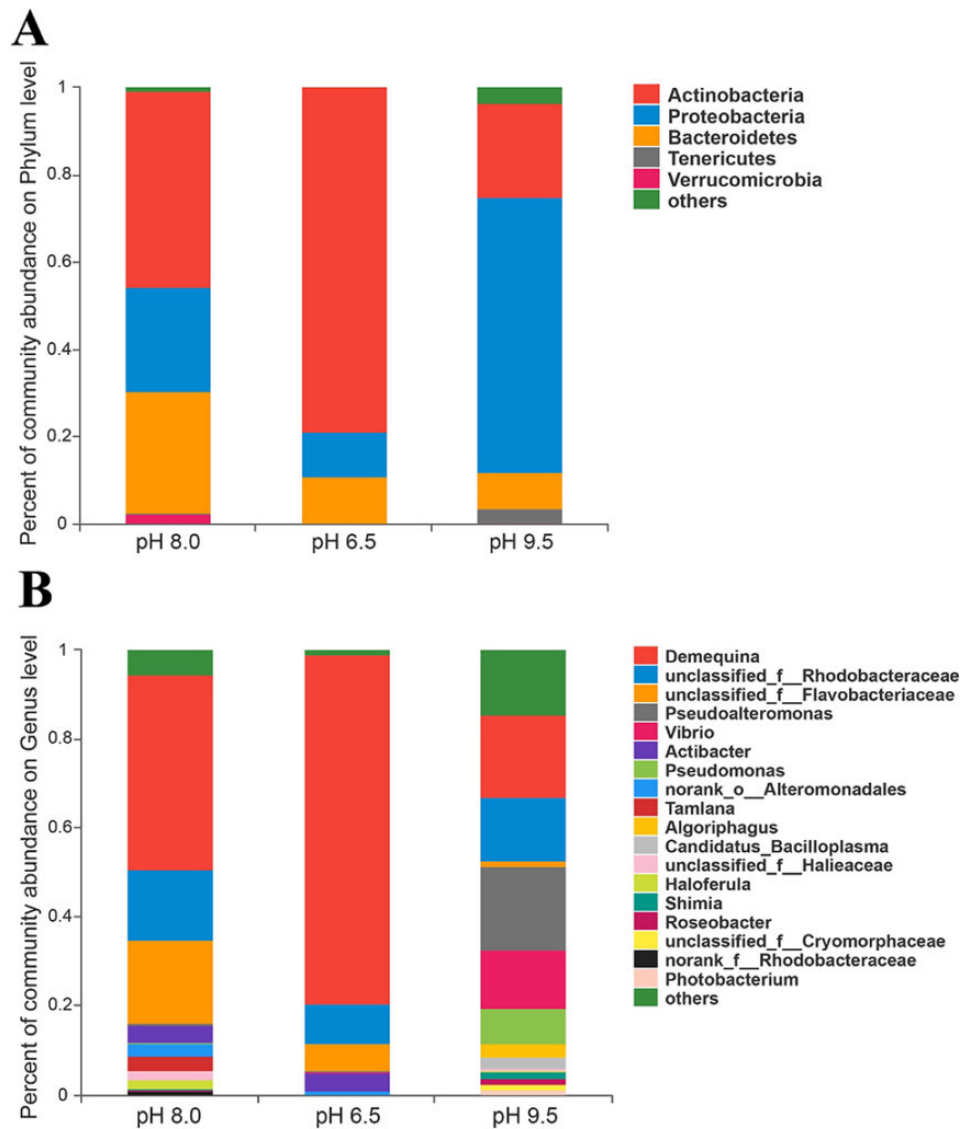 A
Percent of community abundance on Phylum level
1
0.8
0.6
0.4
0.2
0
pH 8.0
pH 6.5
pH 9.5
Actinobacteria
Proteobacteria
Bacteroidetes
Tenericutes
Verrucomicrobia
others
B
Percent of community abundance on Genus level
1
0.8
0.6
0.4
0.2
0
pH 8.0
pH 6.5
pH 9.5
Demequina
unclassified_f__Rhodobacteraceae
unclassified_f__Flavobacteriaceae
Pseudoalteromonas
Vibrio
Actibacter
Pseudomonas
norank_o__Alteromonadales
Tamlana
Algoriphagus
Candidatus_Bacilloplasma
unclassified_f__Halieaceae
Haloferula
Shimia
Roseobacter
unclassified_f__Cryomorphaceae
norank_f__Rhodobacteraceae
Photobacterium
others